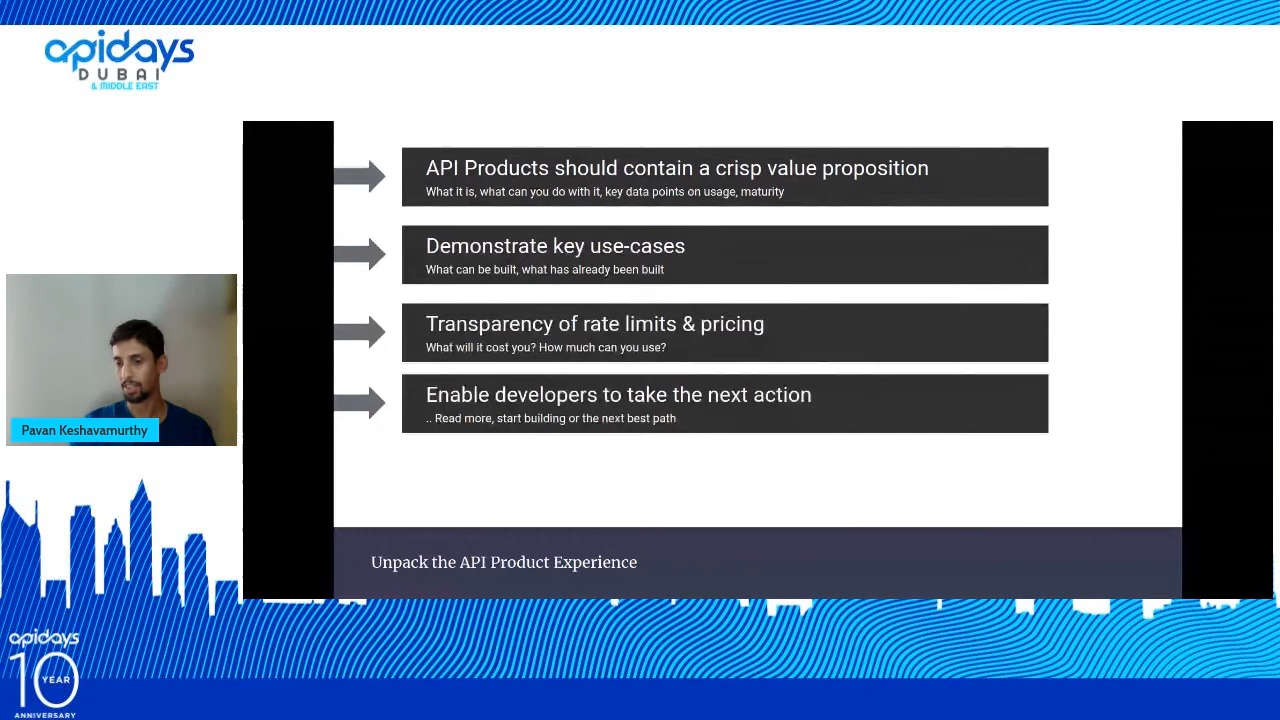 apidays
DUBAI
& MIDDLE EAST
API Products should contain a crisp value proposition
What it is, what can you do with it, key data points on usage, maturity
Demonstrate key use-cases
What can be built, what has already been built
Transparency of rate limits & pricing
What will it cost you? How much can you use?
Enable developers to take the next action
.. Read more, start building or the next best path
Pavan Keshavamurthy
Unpack the API Product Experience
apidays
10
YEAR
ANNIVERSARY